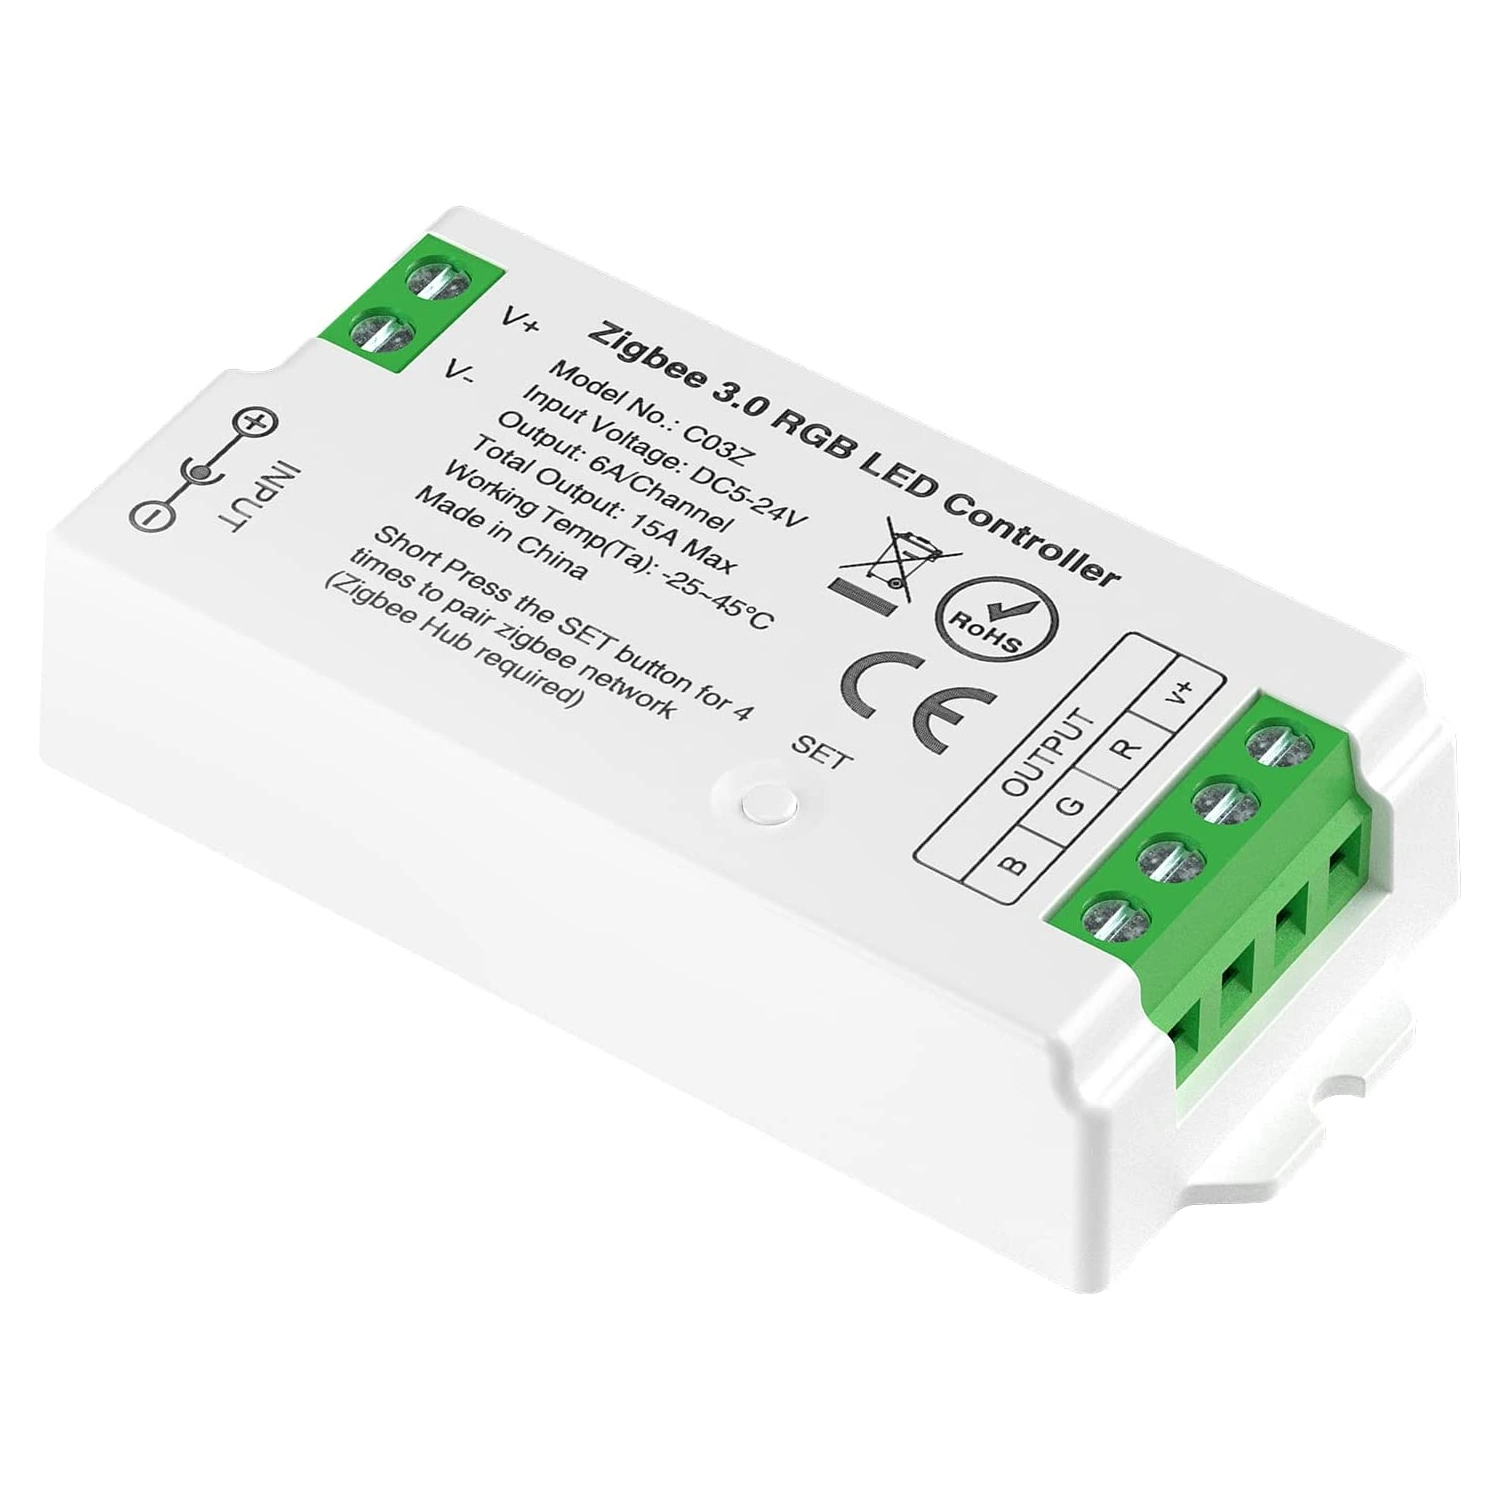 V+
V-
INPUT
Zigbee 3.0 RGB LED Controller
Model No.: C03Z
Input Voltage: DC5-24V
Output: 6A/Channel
Total Output: 15A Max
Working Temp(Ta): -25~45°C
Made in China
Short Press the SET button for 4
times to pair zigbee network
(Zigbee Hub required)
RoHS
CE
SET
OUTPUT
B G R V+